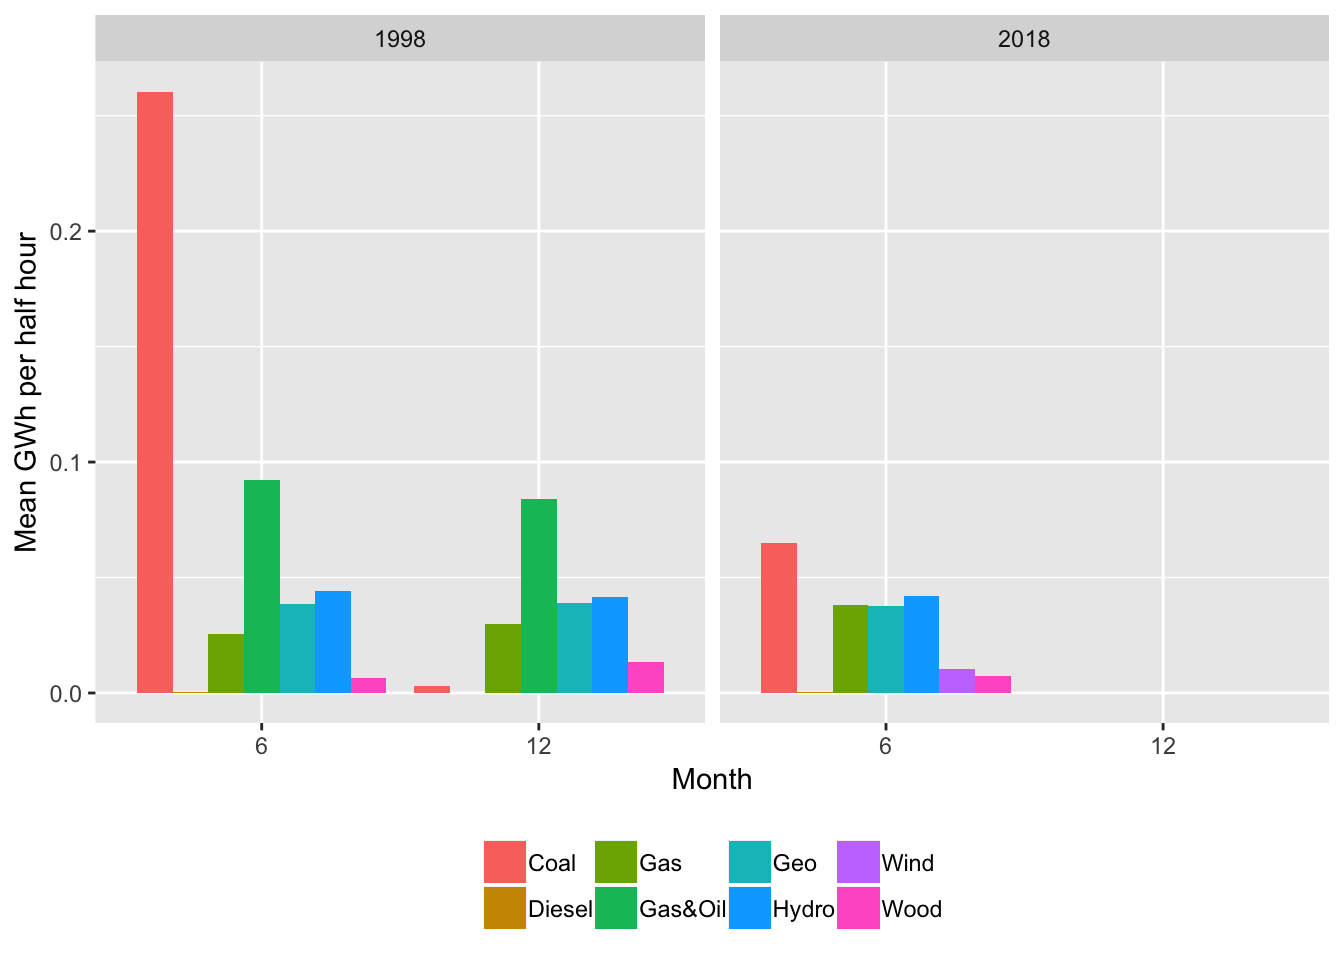 1998 2018
Mean GWh per half hour
0.2
0.1
0.0
6 12 6 12
Month
Coal Gas Geo Wind
Diesel Gas&Oil Hydro Wood